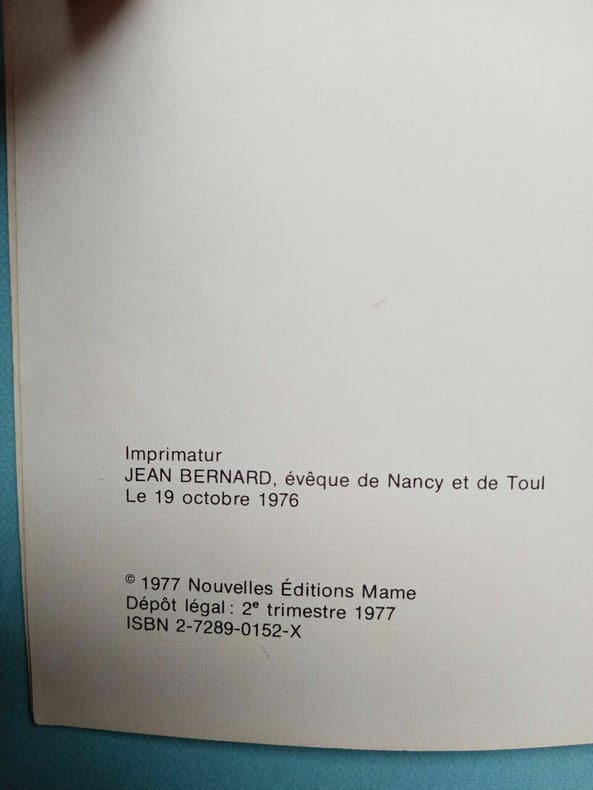 Imprimatur
JEAN BERNARD, évêque de Nancy et de Toul
Le 19 octobre 1976
© 1977 Nouvelles Éditions Mame
Dépôt légal : 2e trimestre 1977
ISBN 2-7289-0152-X